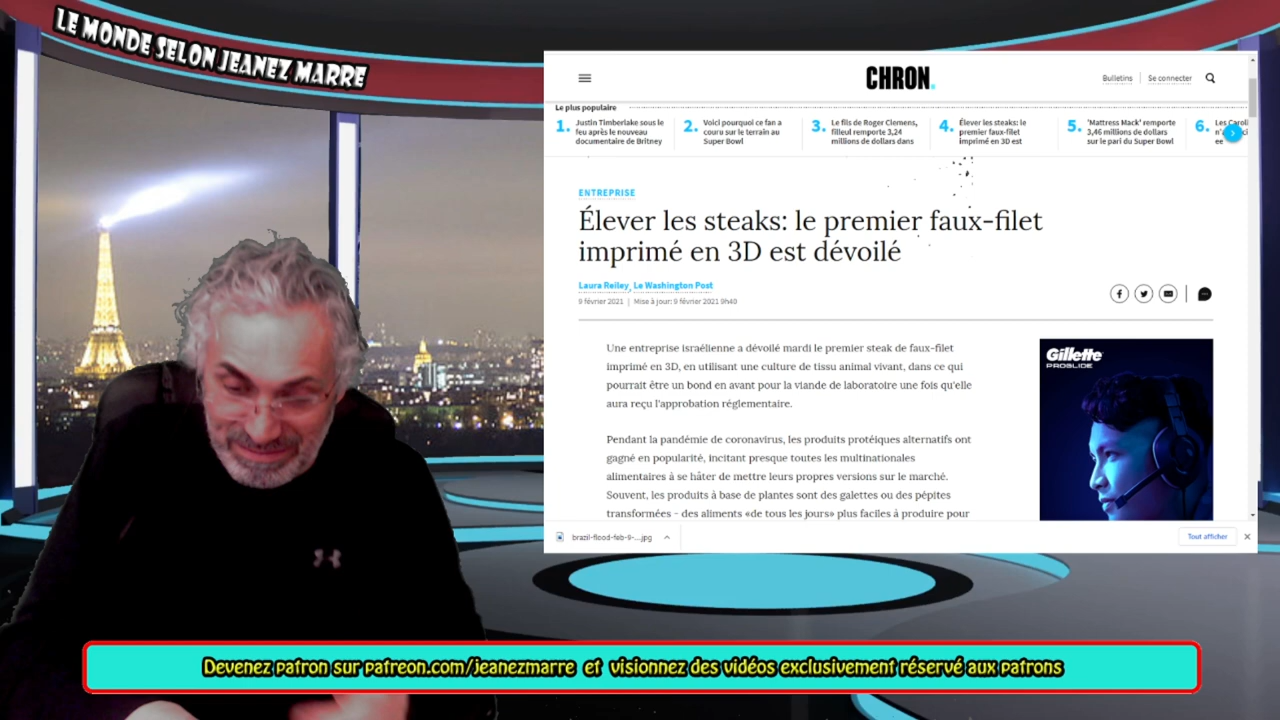 LE MONDE SELON JEANEZ MARRE
CHRON.
Bulletins
Se connecter
Le plus populaire
1. Justin Timberlake sous le
feu après le nouveau
documentaire de Britney
2. Voici pourquoi ce fan a
couru sur le terrain au
Super Bowl
3. Le fils de Roger Clemens,
filleul remporte 3,24
millions de dollars dans
4. Élever les steaks: le
premier faux-filet
imprimé en 3D est
5. 'Mattress Mack' remporte
3,46 millions de dollars
sur le pari du Super Bowl
6. Les
ENTREPRISE
Élever les steaks: le premier faux-filet
imprimé en 3D est dévoilé
Laura Reiley, Le Washington Post
9 février 2021 | Mise à jour: 9 février 2021 9h40
Une entreprise israélienne a dévoilé mardi le premier steak de faux-filet
imprimé en 3D, en utilisant une culture de tissu animal vivant, dans ce qui
pourrait être un bond en avant pour la viande de laboratoire une fois qu'elle
aura reçu l'approbation réglementaire.
Pendant la pandémie de coronavirus, les produits protéiques alternatifs ont
gagné en popularité, incitant presque toutes les multinationales
alimentaires à se hâter de mettre leurs propres versions sur le marché.
Souvent, les produits à base de plantes sont des galettes ou des pépites
transformées - des aliments «de tous les jours» plus faciles à produire pour
Gillette
PROGLIDE
brazil-flood-feb-9-....jpg
Tout afficher
Devenez patron sur patreon.com/jeanezmarre et visionnez des vidéos exclusivement réservé aux patrons